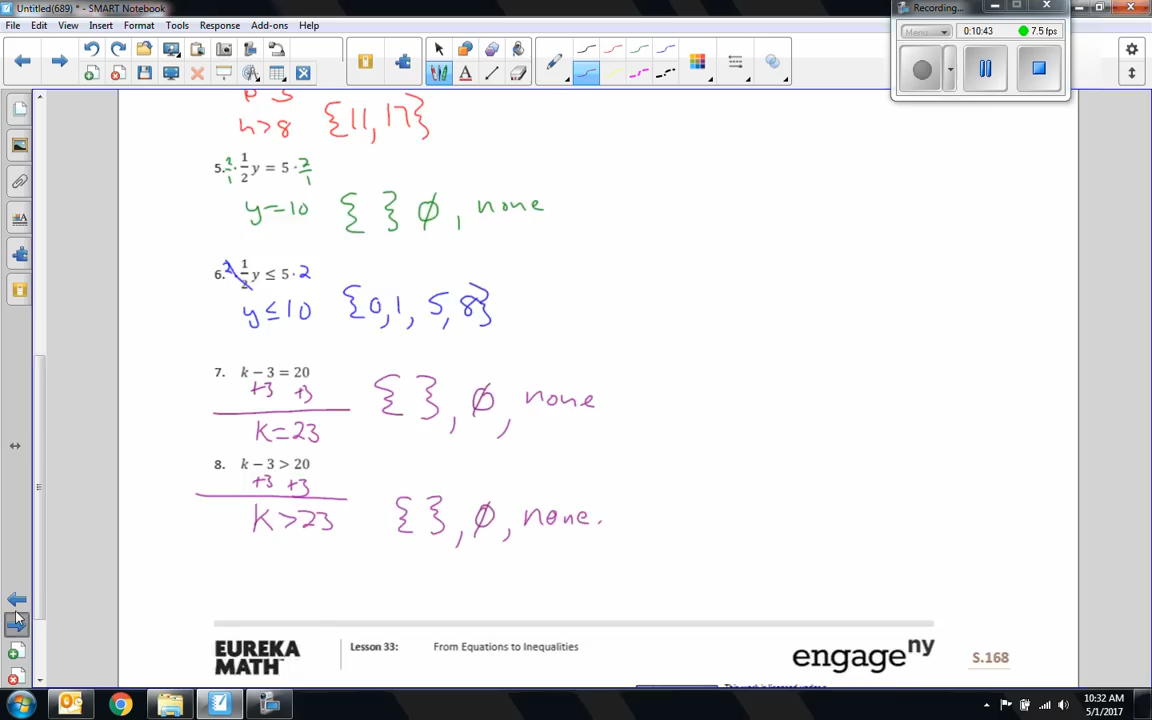 Untitled(689) * - SMART Notebook
Recording...
File Edit View Insert Format Tools Response Add-ons Help
Menu 0:10:43 7.5 fps
h>8 {11, 17}
5. 2/1 · 1/2 y = 5 · 2/1
y=10 { } ∅, none
6. 2 · 1/2 y ≤ 5 · 2
y≤10 {0,1, 5,8}
7. k − 3 = 20
+3 +3
K=23 { }, ∅, none
8. k − 3 > 20
+3 +3
K>23 { }, ∅, none.
EUREKA MATH™ Lesson 33: From Equations to Inequalities engageny S.168
10:32 AM
5/1/2017